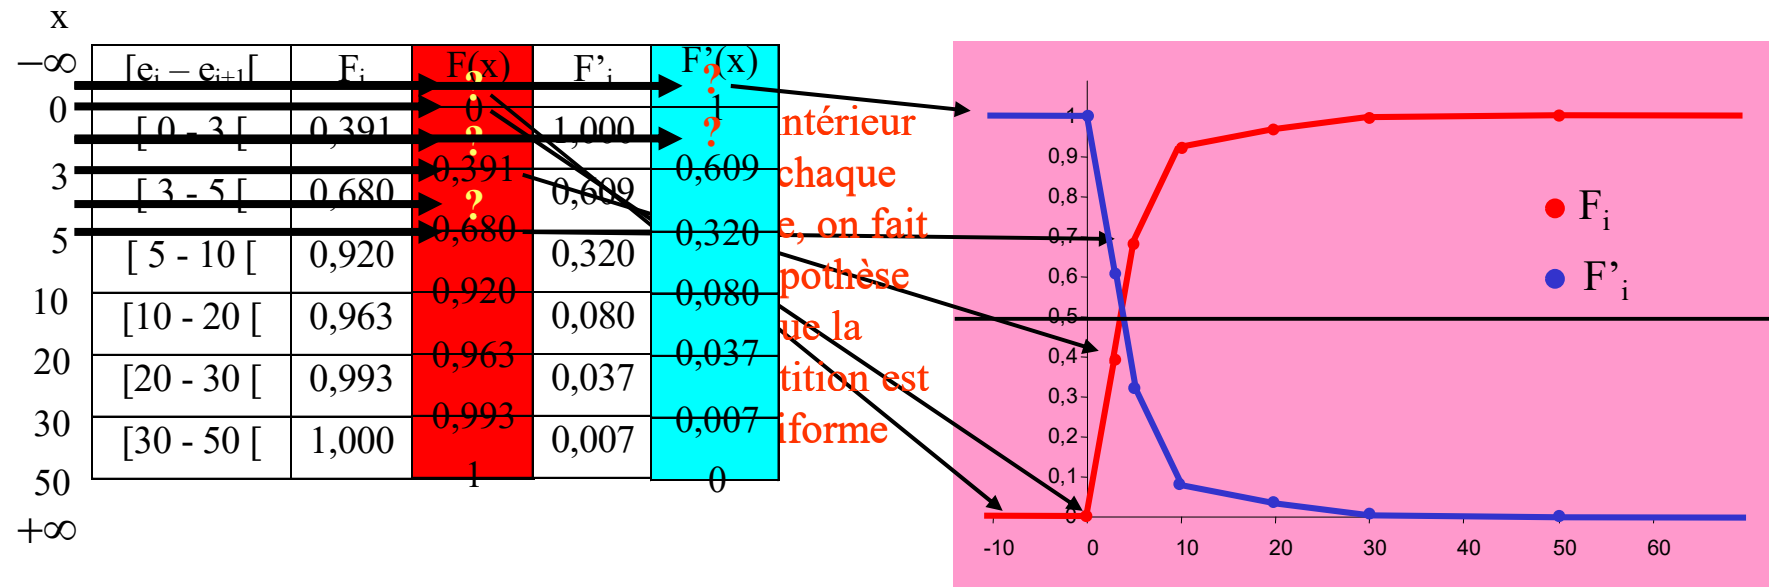 x
−∞
[eᵢ – eᵢ₊₁[ Fᵢ F(x) F’ᵢ F’(x)
? ?
0 0 1
[ 0 - 3 [ 0,391 ? 1,000 ?
3 0,391 0,609
[ 3 - 5 [ 0,680 ? 0,609
5 0,680 0,320
[ 5 - 10 [ 0,920 0,320
10 0,920 0,080
[10 - 20 [ 0,963 0,080
20 0,963 0,037
[20 - 30 [ 0,993 0,037
30 0,993 0,007
[30 - 50 [ 1,000 0,007
50 1 0
+∞
ntérieur
chaque
e, on fait
pothèse
ue la
tition est
iforme
1
0,9
0,8
0,7
0,6
0,5
0,4
0,3
0,2
0,1
0
-10 0 10 20 30 40 50 60
Fᵢ
F’ᵢ